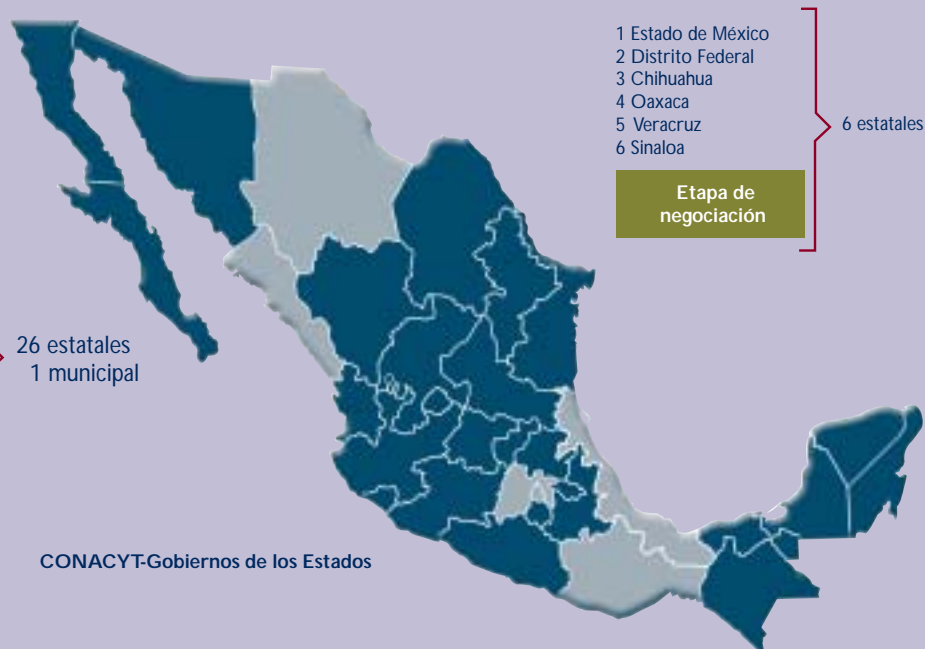 1 Estado de México
2 Distrito Federal
3 Chihuahua
4 Oaxaca
5 Veracruz
6 Sinaloa
6 estatales
Etapa de
negociación
26 estatales
1 municipal
CONACYT-Gobiernos de los Estados